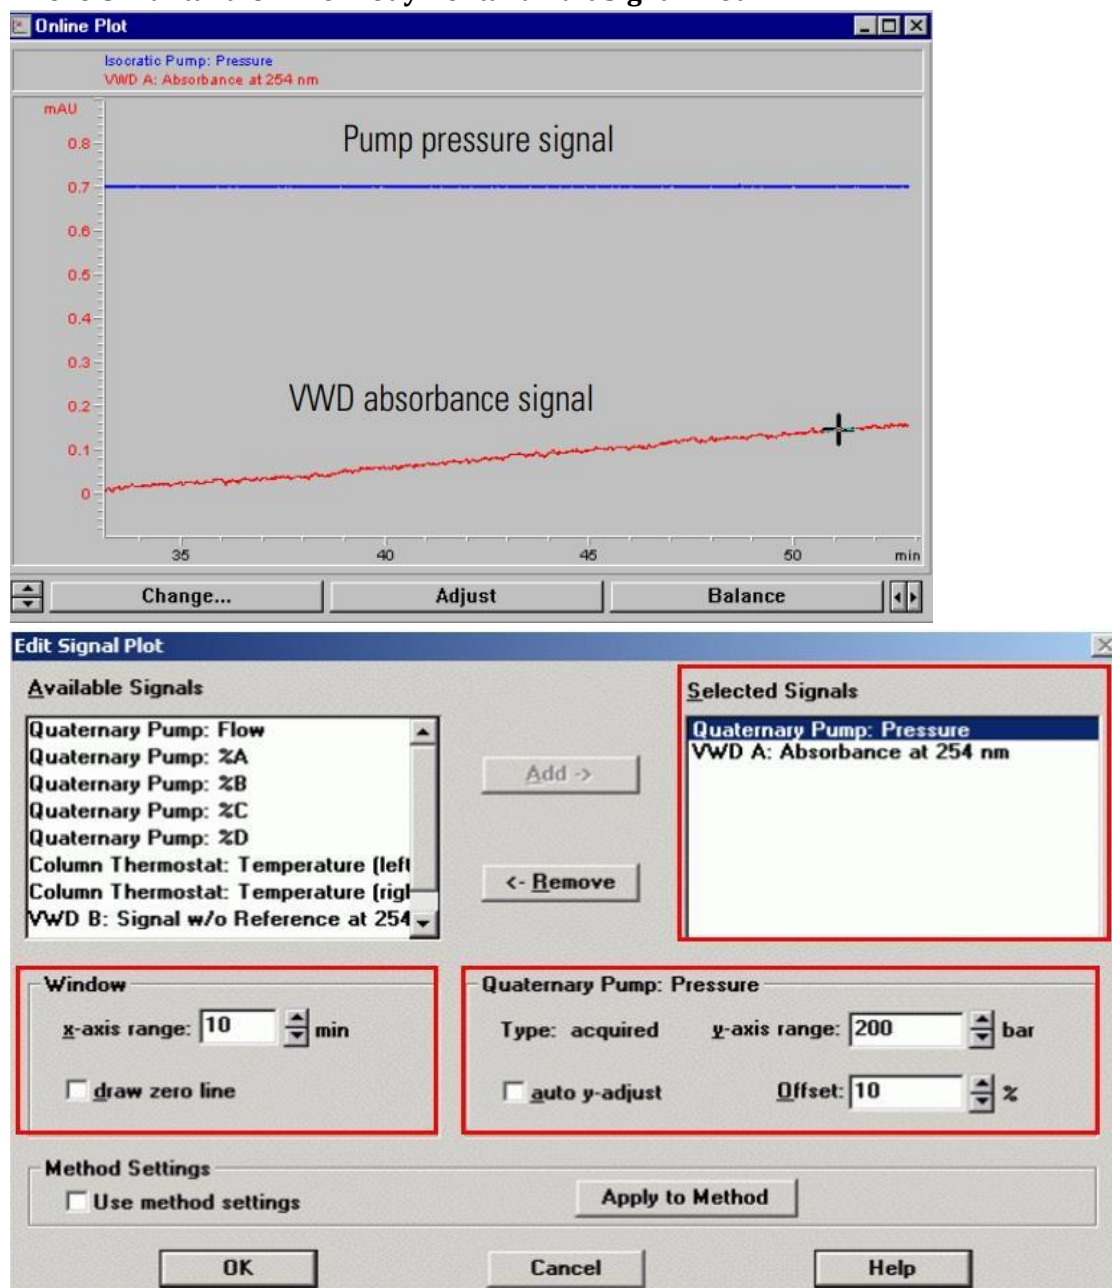 Online Plot
Isocratic Pump: Pressure
VWD A: Absorbance at 254 nm
mAU
Pump pressure signal
0.8
0.7
0.6
0.5
0.4
0.3
VWD absorbance signal
0.2
0.1
0
35 40 45 50 min
Change... Adjust Balance
Edit Signal Plot
Available Signals
Selected Signals
Quaternary Pump: Flow
Quaternary Pump: %A
Quaternary Pump: %B
Quaternary Pump: %C
Quaternary Pump: %D
Column Thermostat: Temperature (left
Column Thermostat: Temperature (rigl
VWD B: Signal w/o Reference at 254
Add ->
<- Remove
Quaternary Pump: Pressure
VWD A: Absorbance at 254 nm
Window
x-axis range: 10 min
draw zero line
Quaternary Pump: Pressure
Type: acquired y-axis range: 200 bar
auto y-adjust Offset: 10 %
Method Settings
Use method settings Apply to Method
OK Cancel Help